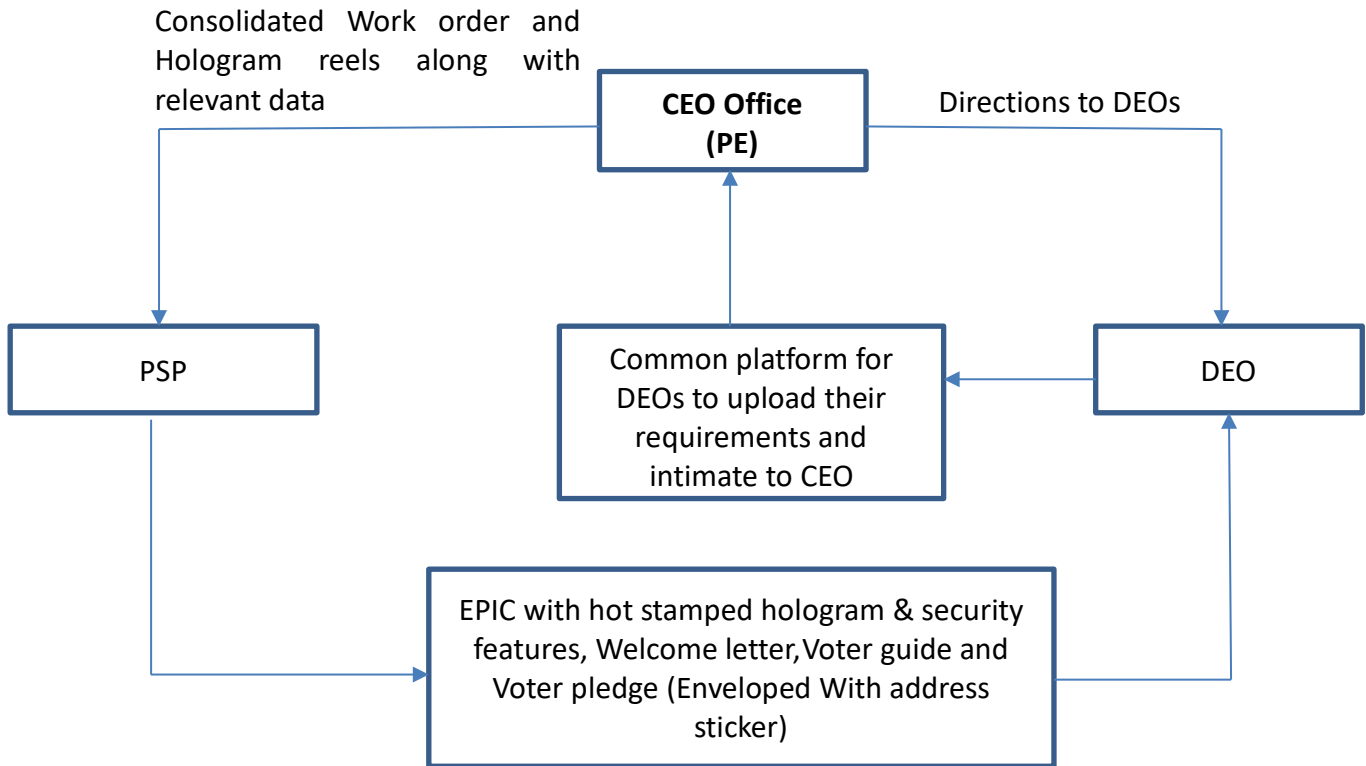 Consolidated Work order and
Hologram reels along with
relevant data
CEO Office
(PE)
Directions to DEOs
PSP
Common platform for
DEOs to upload their
requirements and
intimate to CEO
DEO
EPIC with hot stamped hologram & security
features, Welcome letter,Voter guide and
Voter pledge (Enveloped With address
sticker)